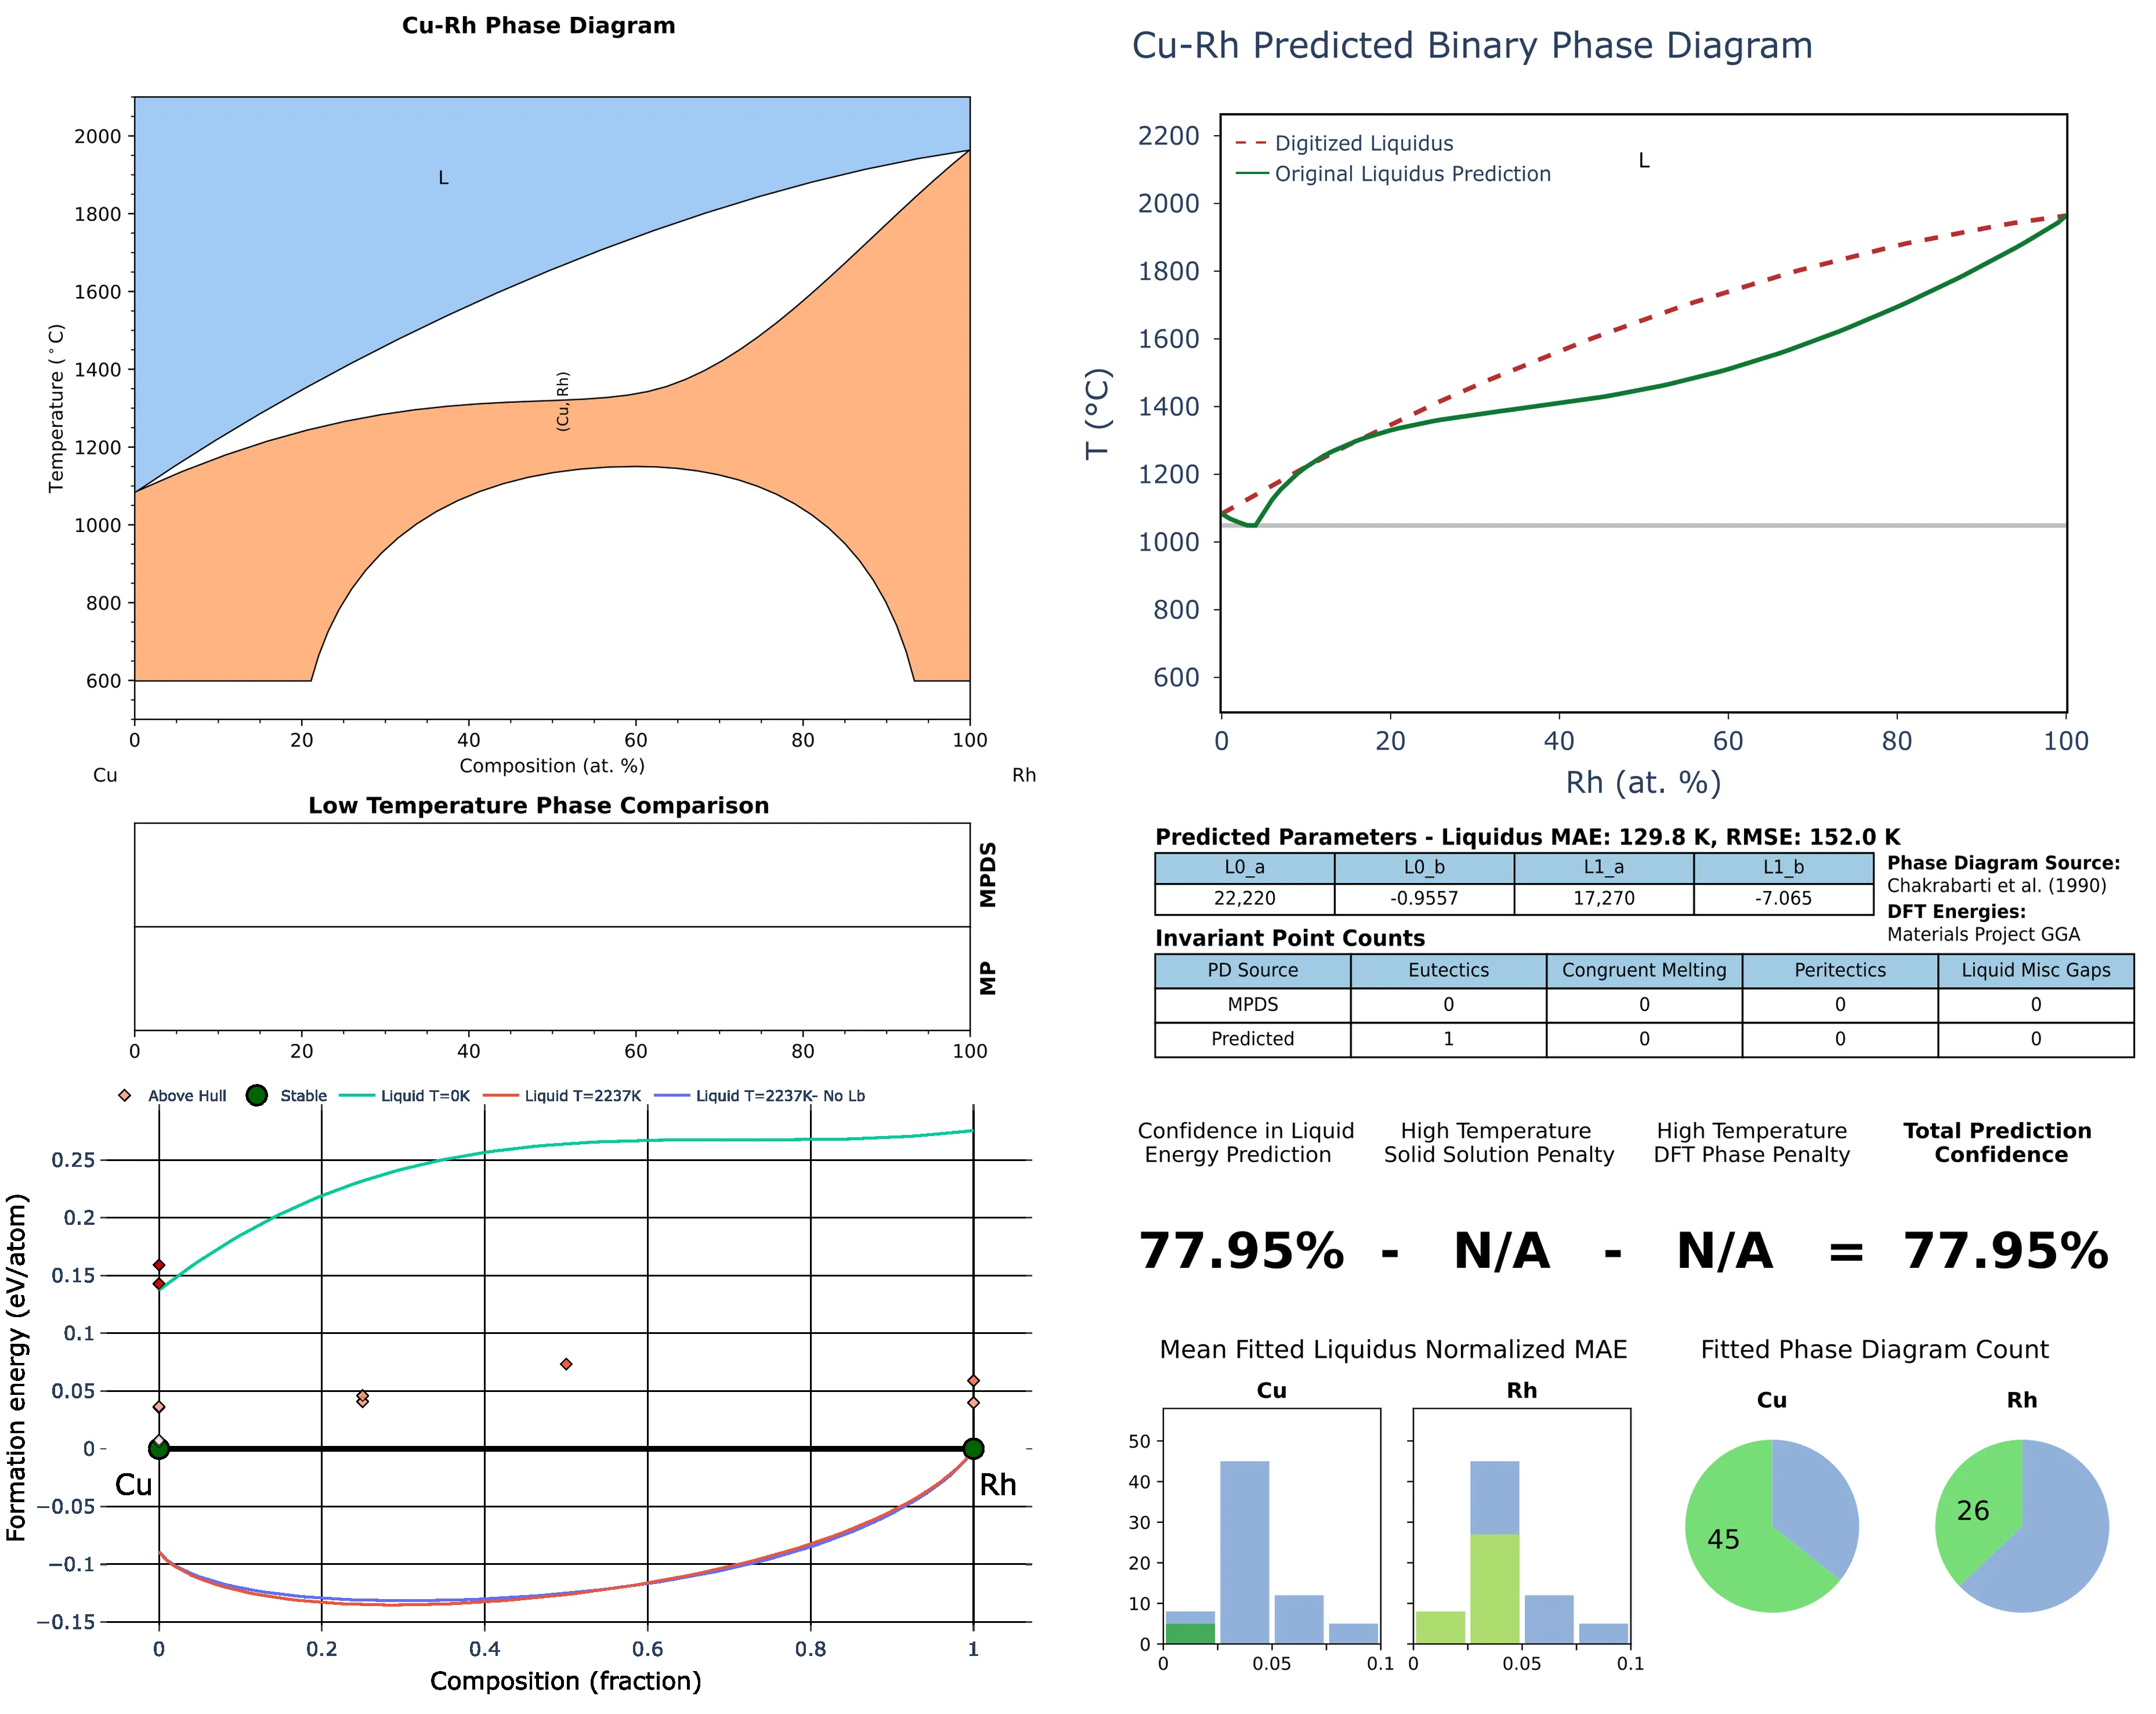 Cu-Rh Phase Diagram
2000
1800
1600
1400
1200
1000
800
600
Temperature (°C)
L
(Cu, Rh)
0 20 40 60 80 100
Composition (at. %)
Cu Rh
Cu-Rh Predicted Binary Phase Diagram
2200
2000
1800
1600
1400
1200
1000
800
600
T (°C)
Digitized Liquidus
Original Liquidus Prediction
L
0 20 40 60 80 100
Rh (at. %)
Low Temperature Phase Comparison
MPDS
MP
0 20 40 60 80 100
Predicted Parameters - Liquidus MAE: 129.8 K, RMSE: 152.0 K
L0_a L0_b L1_a L1_b
22,220 -0.9557 17,270 -7.065
Phase Diagram Source:
Chakrabarti et al. (1990)
DFT Energies:
Materials Project GGA
Invariant Point Counts
PD Source Eutectics Congruent Melting Peritectics Liquid Misc Gaps
MPDS 0 0 0 0
Predicted 1 0 0 0
Above Hull Stable Liquid T=0K Liquid T=2237K Liquid T=2237K- No Lb
0.25
0.2
0.15
0.1
0.05
0
−0.05
−0.1
−0.15
Formation energy (eV/atom)
Cu Rh
0 0.2 0.4 0.6 0.8 1
Composition (fraction)
Confidence in Liquid
Energy Prediction
High Temperature
Solid Solution Penalty
High Temperature
DFT Phase Penalty
Total Prediction
Confidence
77.95% - N/A - N/A = 77.95%
Mean Fitted Liquidus Normalized MAE
Cu Rh
50
40
30
20
10
0
0 0.05 0.1 0 0.05 0.1
Fitted Phase Diagram Count
Cu Rh
45 26